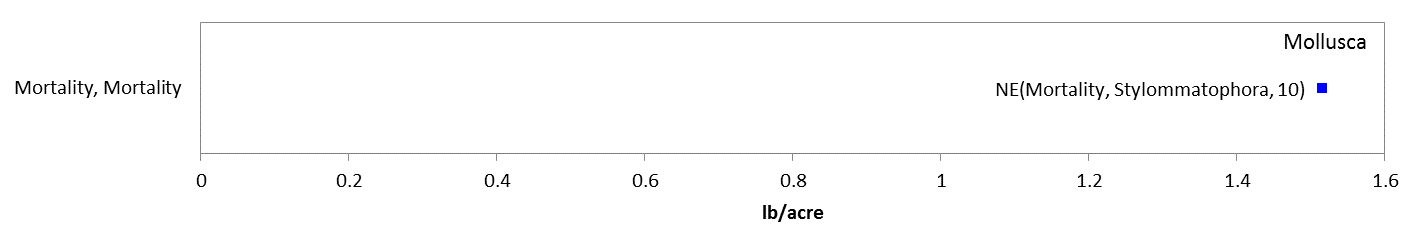 Mollusca
Mortality, Mortality
NE(Mortality, Stylommatophora, 10)
0 0.2 0.4 0.6 0.8 1 1.2 1.4 1.6
lb/acre